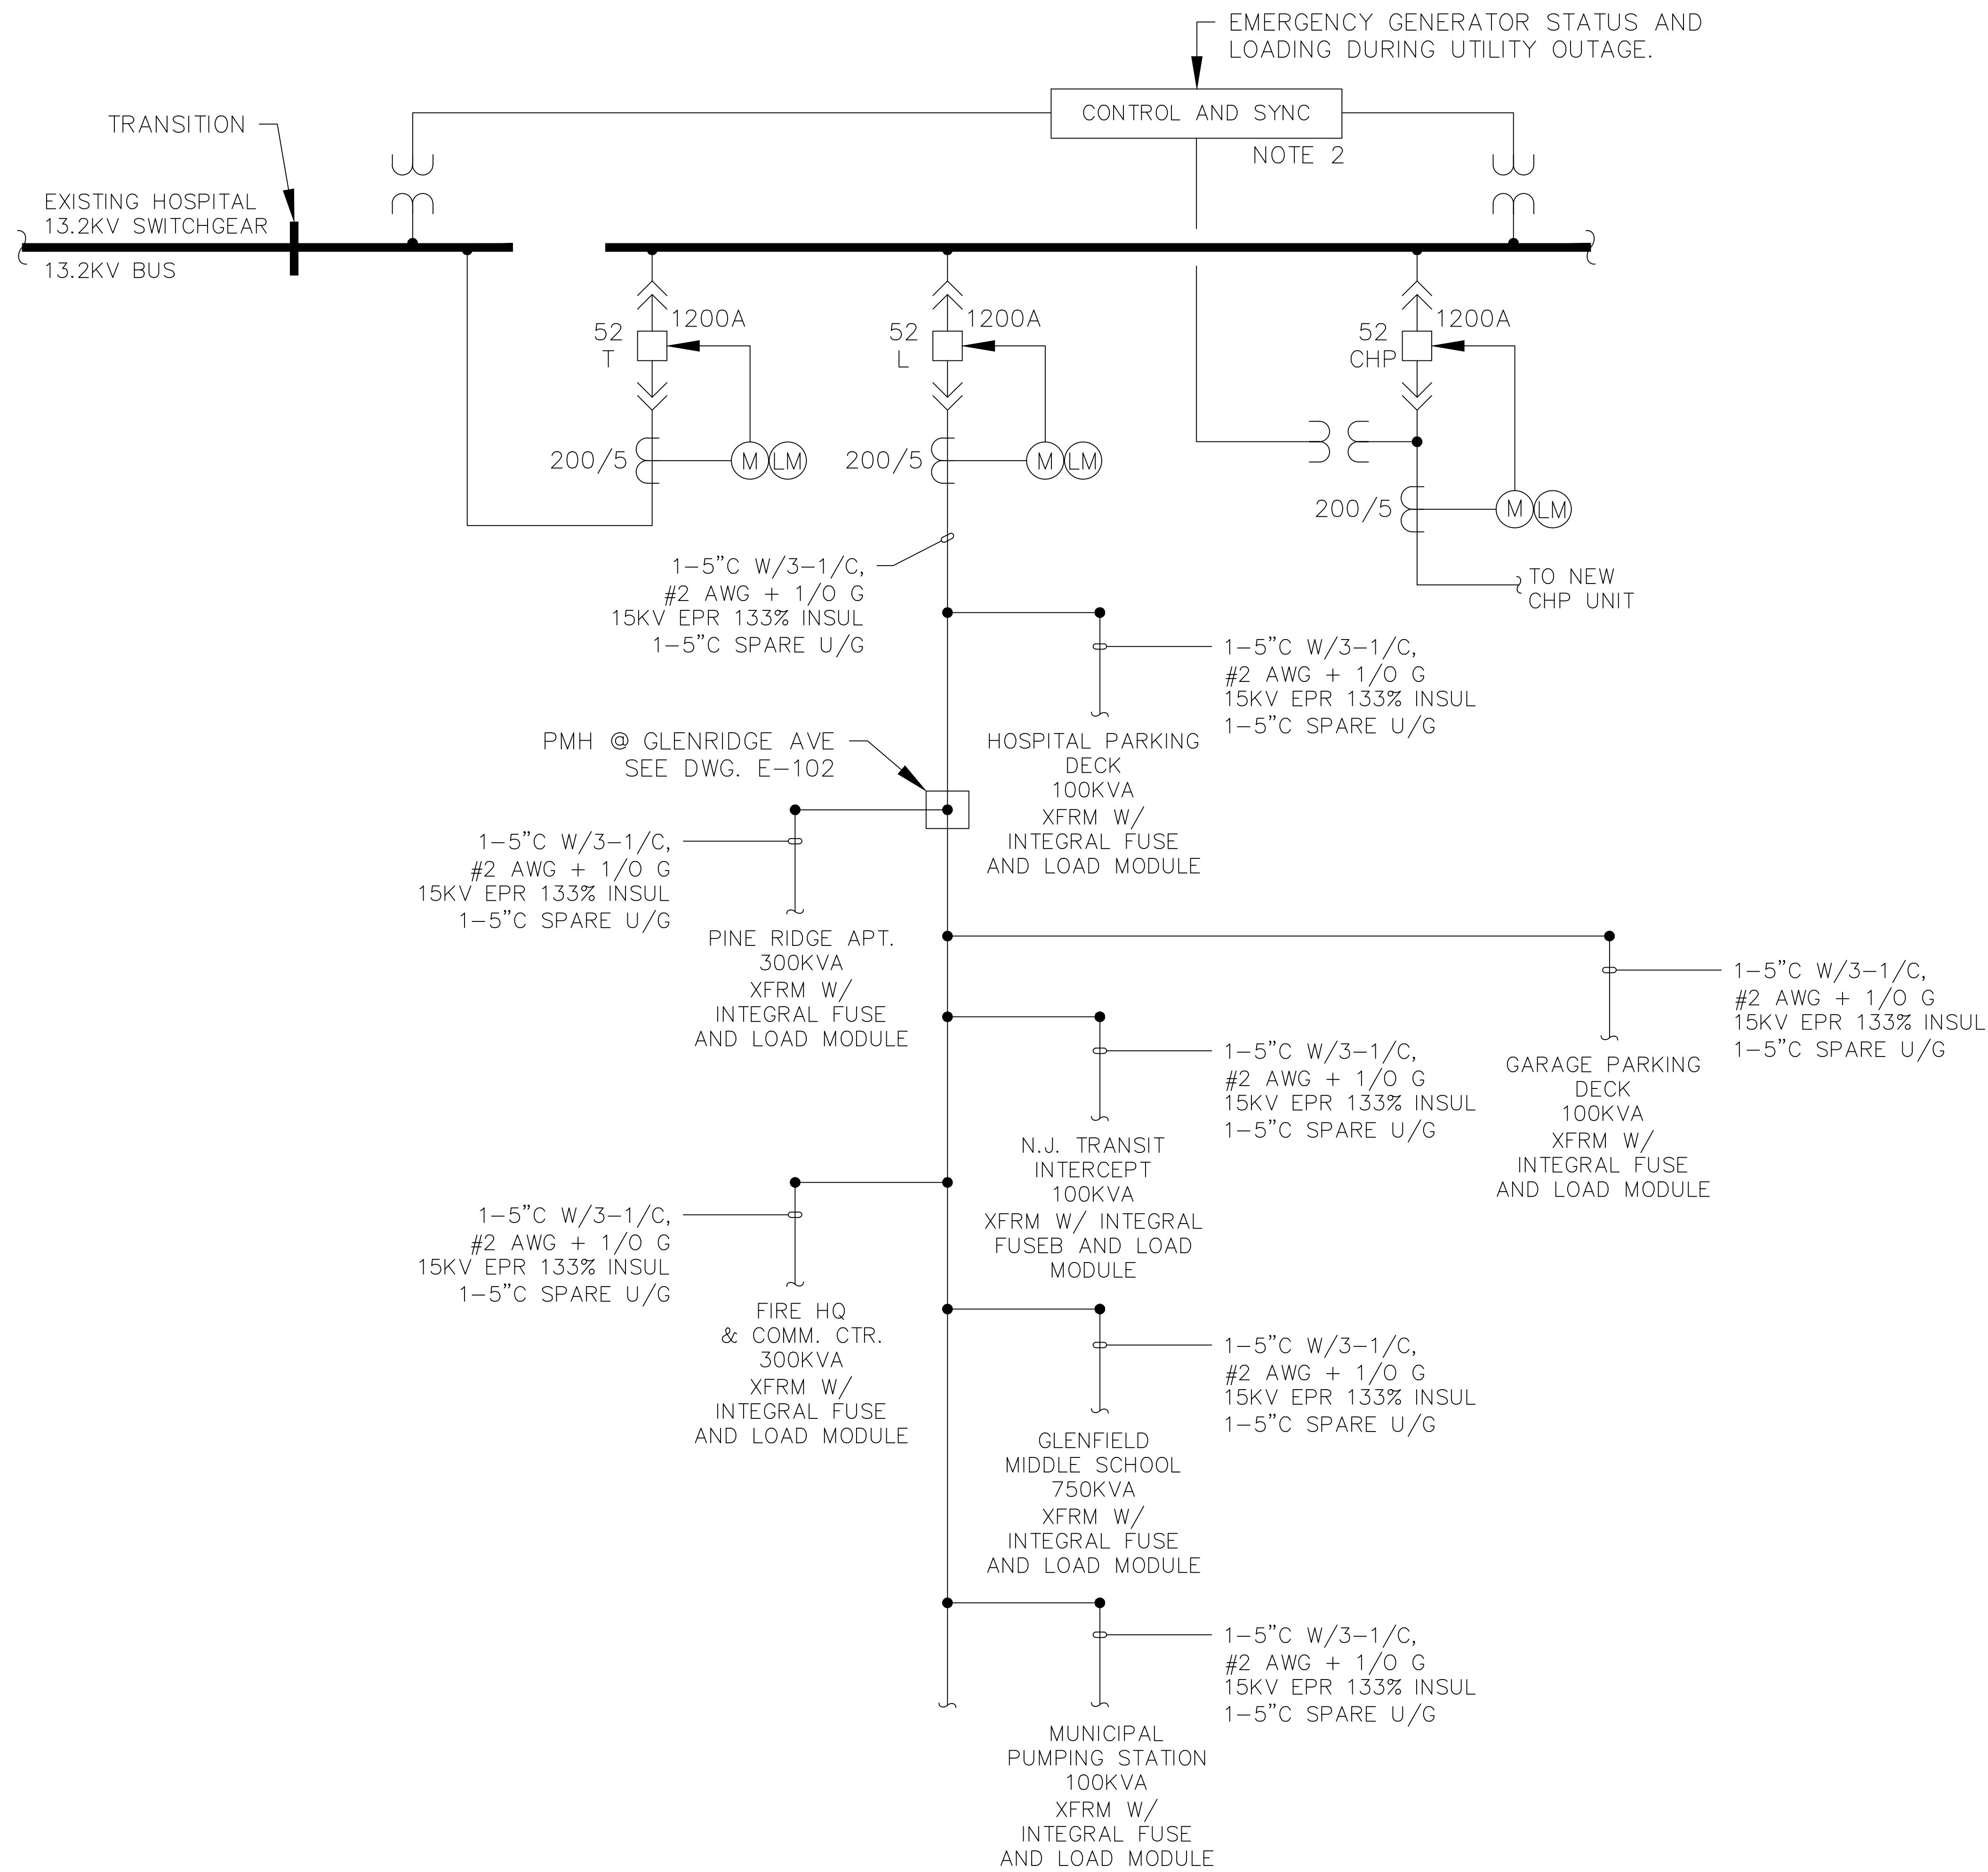 EMERGENCY GENERATOR STATUS AND
LOADING DURING UTILITY OUTAGE.
CONTROL AND SYNC
NOTE 2
TRANSITION
EXISTING HOSPITAL
13.2KV SWITCHGEAR
13.2KV BUS
52
T
1200A
200/5
M
LM
52
L
1200A
200/5
M
LM
52
CHP
1200A
200/5
M
LM
TO NEW
CHP UNIT
1-5"C W/3-1/C,
#2 AWG + 1/0 G
15KV EPR 133% INSUL
1-5"C SPARE U/G
1-5"C W/3-1/C,
#2 AWG + 1/0 G
15KV EPR 133% INSUL
1-5"C SPARE U/G
HOSPITAL PARKING
DECK
100KVA
XFRM W/
INTEGRAL FUSE
AND LOAD MODULE
PMH @ GLENRIDGE AVE
SEE DWG. E-102
1-5"C W/3-1/C,
#2 AWG + 1/0 G
15KV EPR 133% INSUL
1-5"C SPARE U/G
PINE RIDGE APT.
300KVA
XFRM W/
INTEGRAL FUSE
AND LOAD MODULE
1-5"C W/3-1/C,
#2 AWG + 1/0 G
15KV EPR 133% INSUL
1-5"C SPARE U/G
GARAGE PARKING
DECK
100KVA
XFRM W/
INTEGRAL FUSE
AND LOAD MODULE
1-5"C W/3-1/C,
#2 AWG + 1/0 G
15KV EPR 133% INSUL
1-5"C SPARE U/G
N.J. TRANSIT
INTERCEPT
100KVA
XFRM W/ INTEGRAL
FUSEB AND LOAD
MODULE
1-5"C W/3-1/C,
#2 AWG + 1/0 G
15KV EPR 133% INSUL
1-5"C SPARE U/G
FIRE HQ
& COMM. CTR.
300KVA
XFRM W/
INTEGRAL FUSE
AND LOAD MODULE
1-5"C W/3-1/C,
#2 AWG + 1/0 G
15KV EPR 133% INSUL
1-5"C SPARE U/G
GLENFIELD
MIDDLE SCHOOL
750KVA
XFRM W/
INTEGRAL FUSE
AND LOAD MODULE
1-5"C W/3-1/C,
#2 AWG + 1/0 G
15KV EPR 133% INSUL
1-5"C SPARE U/G
MUNICIPAL
PUMPING STATION
100KVA
XFRM W/
INTEGRAL FUSE
AND LOAD MODULE